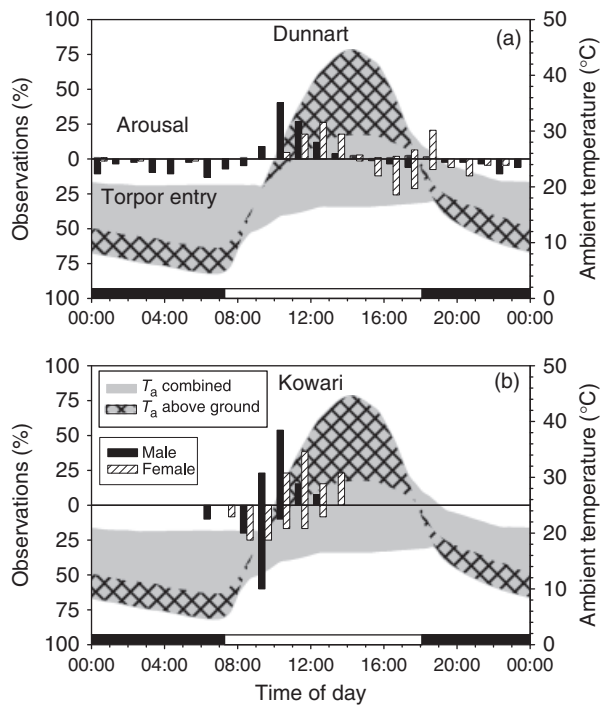 Dunnart
(a)
Arousal
Torpor entry
Observations (%)
100
75
50
25
0
25
50
75
100
Ambient temperature (°C)
50
40
30
20
10
0
00:00 04:00 08:00 12:00 16:00 20:00 00:00
Kowari
(b)
Tₐ combined
Tₐ above ground
Male
Female
Observations (%)
100
75
50
25
0
25
50
75
100
Ambient temperature (°C)
50
40
30
20
10
0
00:00 04:00 08:00 12:00 16:00 20:00 00:00
Time of day